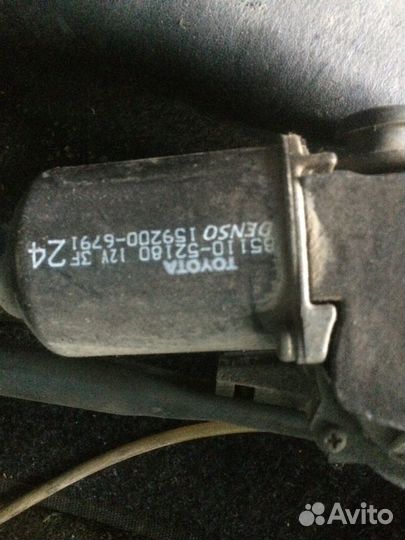 TOYOTA
DENSO 159200-6791
85110-52180 12V 3F 24
Avito